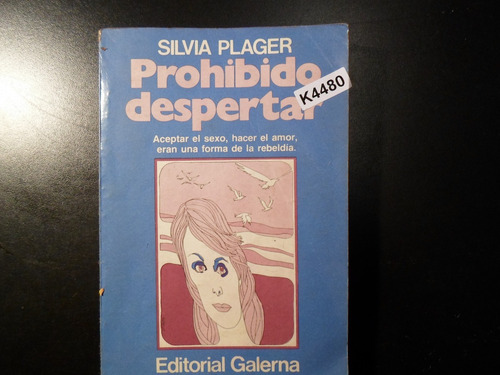 SILVIA PLAGER
Prohibido
despertar
K4480
Aceptar el sexo, hacer el amor,
eran una forma de la rebeldía.
Editorial Galerna